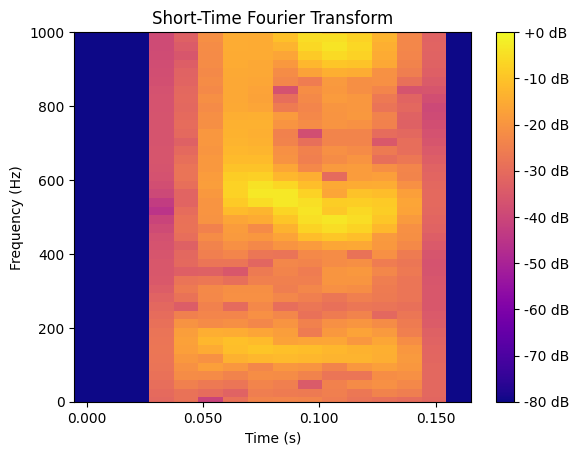 Short-Time Fourier Transform
1000
800
600
400
200
0
Frequency (Hz)
0.000
0.050
0.100
0.150
Time (s)
+0 dB
-10 dB
-20 dB
-30 dB
-40 dB
-50 dB
-60 dB
-70 dB
-80 dB